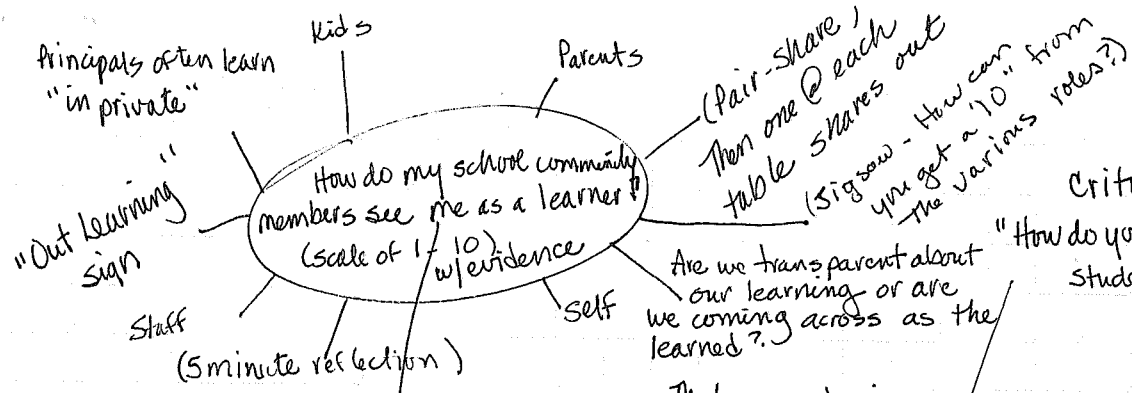 Kids
Parents
Principals often learn
"in private"
(Pair-share,
Then one @ each
table shares out
(Jigsaw - How can
you get a "10" from
the various roles?)
How do my school community
members see me as a learner?
(scale of 1-10)
w/evidence
"Out Learning"
sign
Staff
(5 minute reflection)
Self
Are we transparent about
our learning or are
we coming across as the
learned?
"How do yo